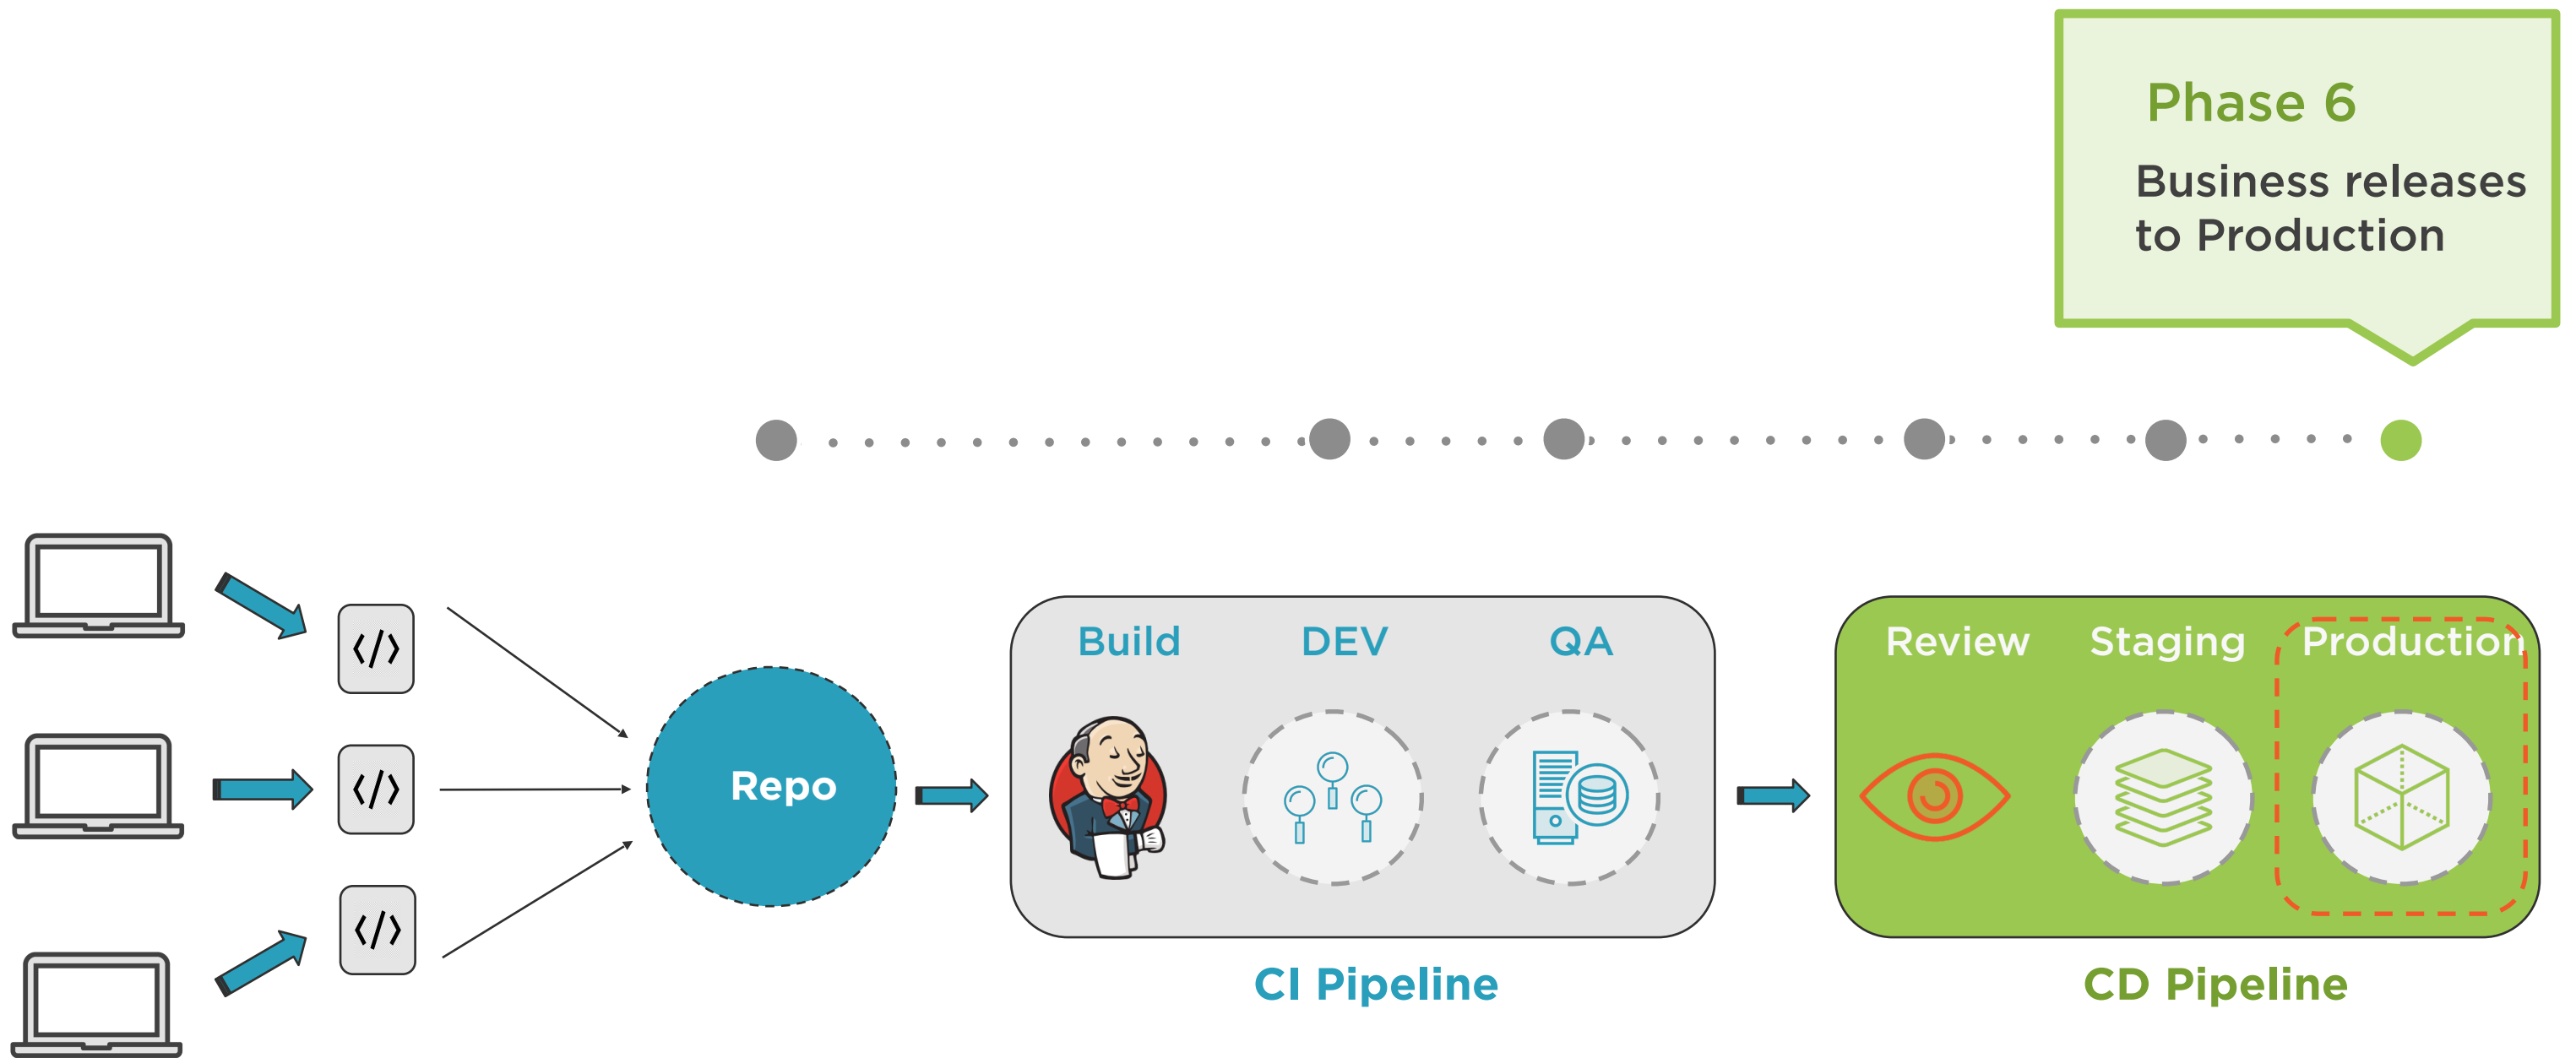 Phase 6
Business releases
to Production
Build
DEV
QA
Review
Staging
Production
</>
</>
</>
Repo
CI Pipeline
CD Pipeline